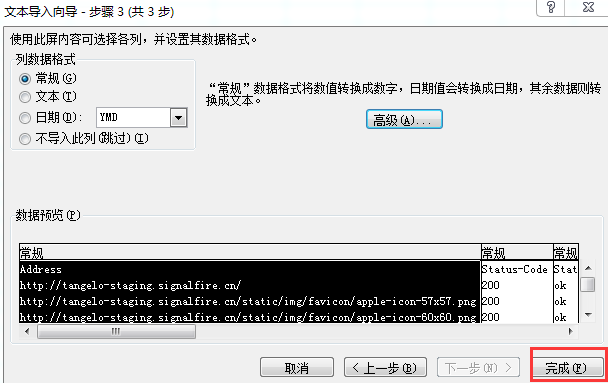 文本导入向导 - 步骤 3 (共 3 步)
使用此屏内容可选择各列，并设置其数据格式。
列数据格式
常规(G)
文本(T)
日期(D): YMD
不导入此列(跳过)(I)
“常规”数据格式将数值转换成数字，日期值会转换成日期，其余数据则转换成文本。
高级(A)...
数据预览(P)
常规 常规 常规
Address Status-Code Stat
http://tangelo-staging.signalfire.cn/ 200 ok
http://tangelo-staging.signalfire.cn/static/img/favicon/apple-icon-57x57.png 200 ok
http://tangelo-staging.signalfire.cn/static/img/favicon/apple-icon-60x60.png 200 ok
取消 < 上一步(B) 下一步(N) > 完成(F)